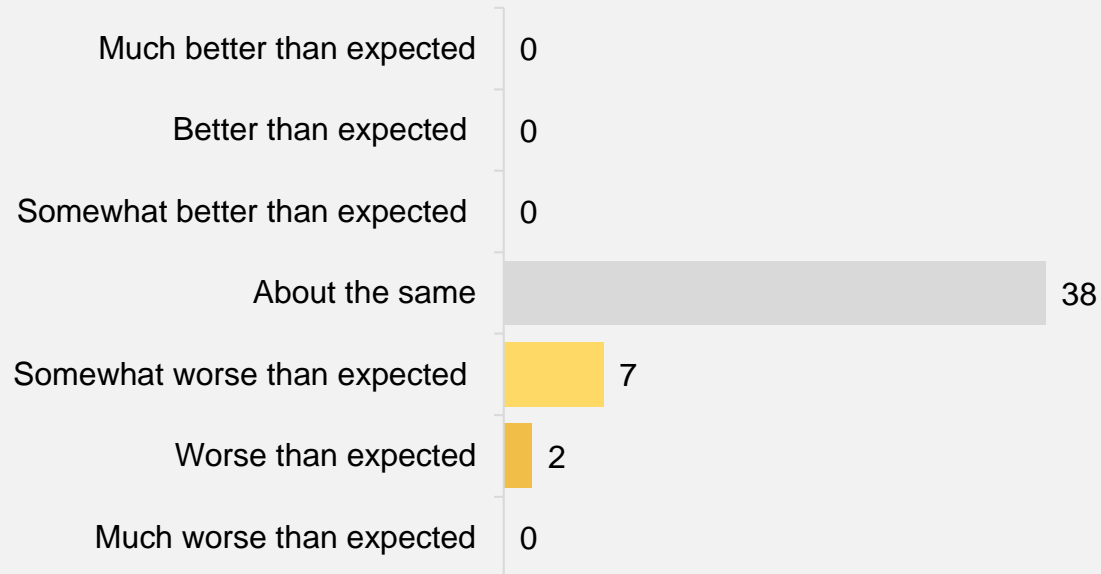 Much better than expected 0
Better than expected 0
Somewhat better than expected 0
About the same 38
Somewhat worse than expected 7
Worse than expected 2
Much worse than expected 0